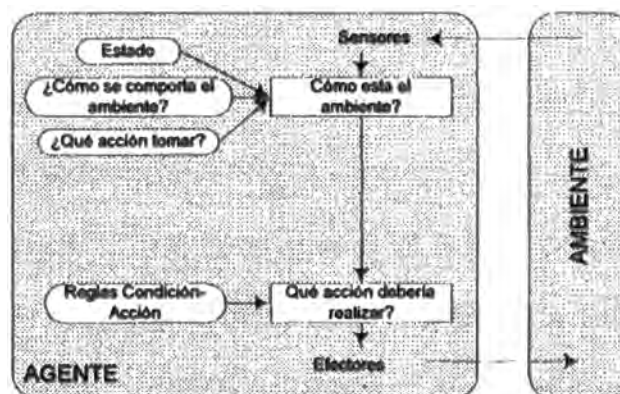 Estado
Sensores
¿Cómo se comporta el
ambiente?
Cómo esta el
ambiente?
¿Qué acción tomar?
AMBIENTE
Reglas Condición-
Acción
Qué acción debería
realizar?
Efectores
AGENTE